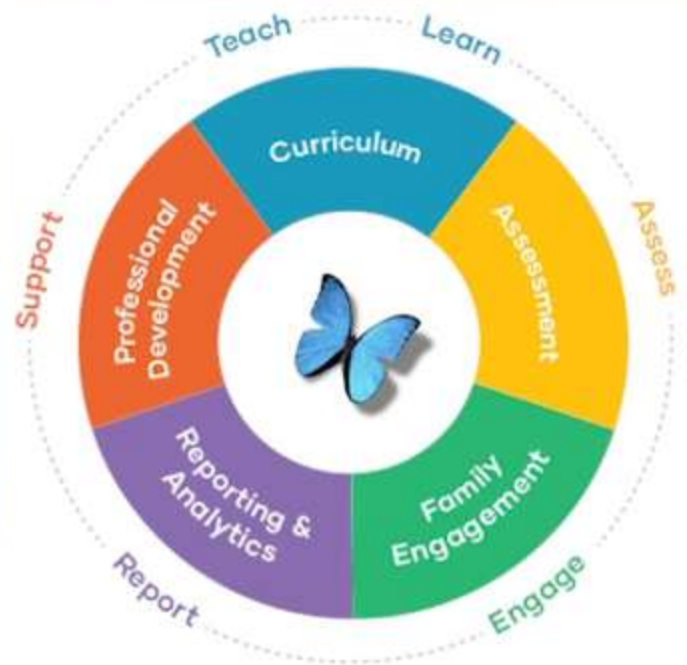 Teach
Learn
Curriculum
Assess
Assessment
Engage
Family
Engagement
Report
Reporting &
Analytics
Support
Professional
Development